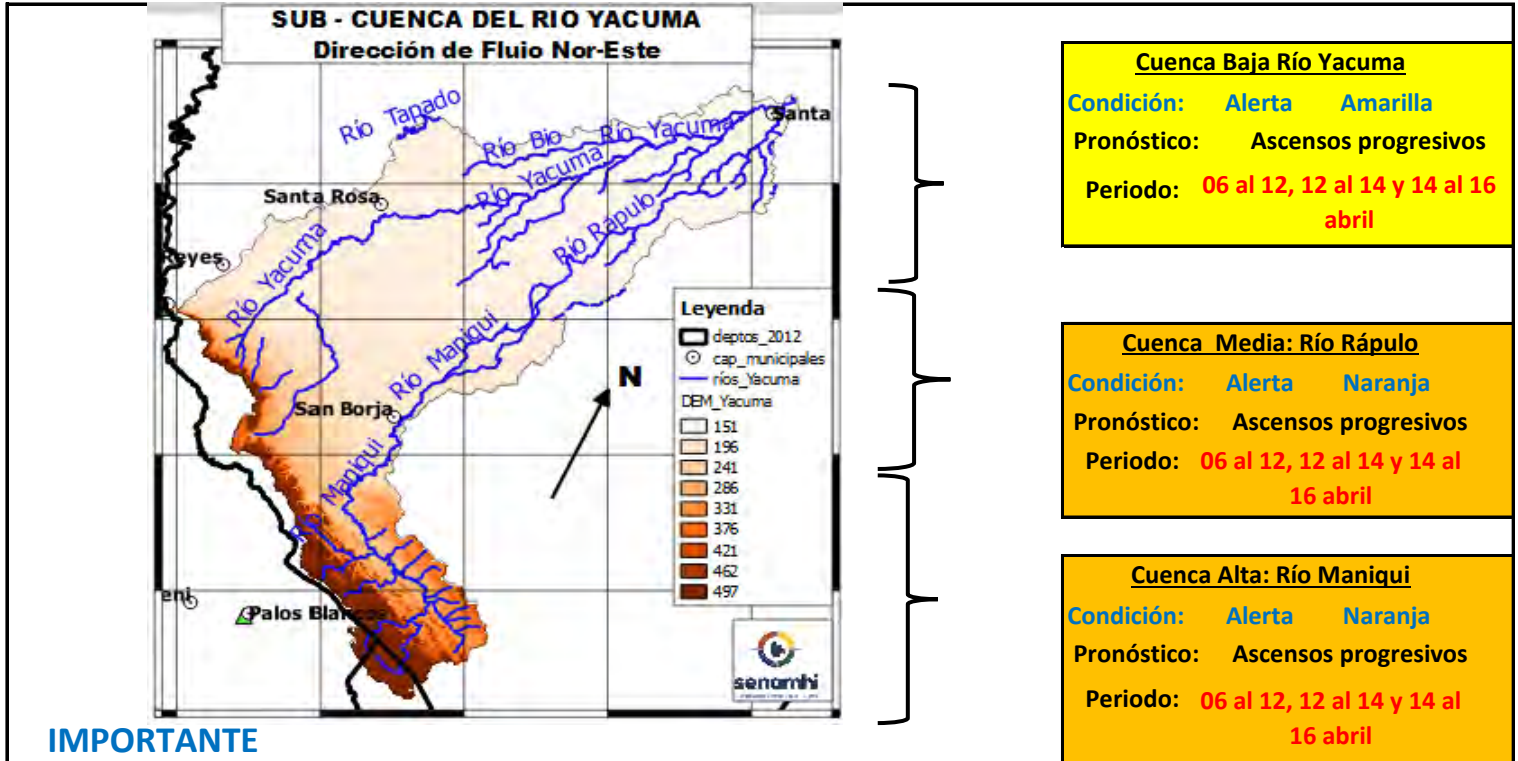 SUB - CUENCA DEL RIO YACUMA
Dirección de Fluio Nor-Este
Río Tapado
Río Bio
Río Yacuma
Santa
Río Yacuma
Santa Rosa
Río Rápulo
Reyes
Río Yacuma
Río Maniqui
San Borja
Río Maniqui
Río Maniqui
eni
Palos Blancos
N
Leyenda
deptos_2012
cap_municipales
ríos_Yacuma
DEM_Yacuma
151
196
241
286
331
376
421
462
497
senamhi
IMPORTANTE
Cuenca Baja Río Yacuma
Condición: Alerta Amarilla
Pronóstico: Ascensos progresivos
Periodo: 06 al 12, 12 al 14 y 14 al 16
abril
Cuenca Media: Río Rápulo
Condición: Alerta Naranja
Pronóstico: Ascensos progresivos
Periodo: 06 al 12, 12 al 14 y 14 al
16 abril
Cuenca Alta: Río Maniqui
Condición: Alerta Naranja
Pronóstico: Ascensos progresivos
Periodo: 06 al 12, 12 al 14 y 14 al
16 abril